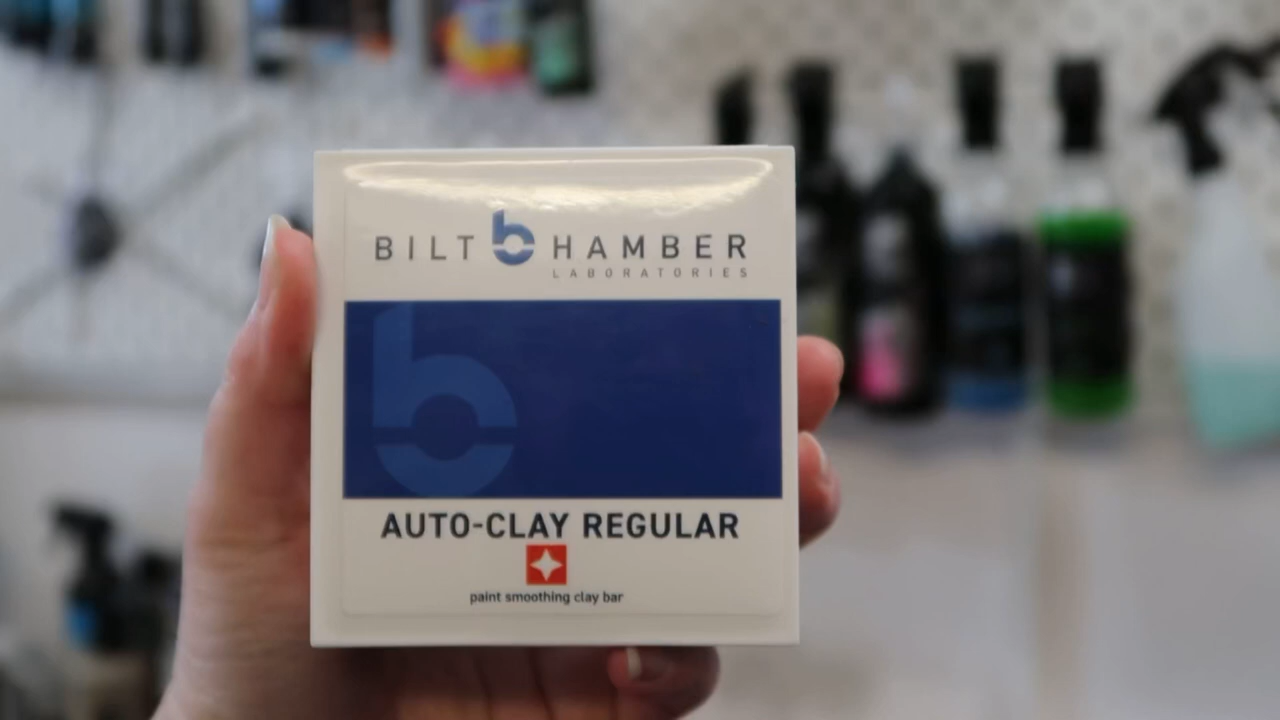 BILT b HAMBER
LABORATORIES
AUTO-CLAY REGULAR
paint smoothing clay bar